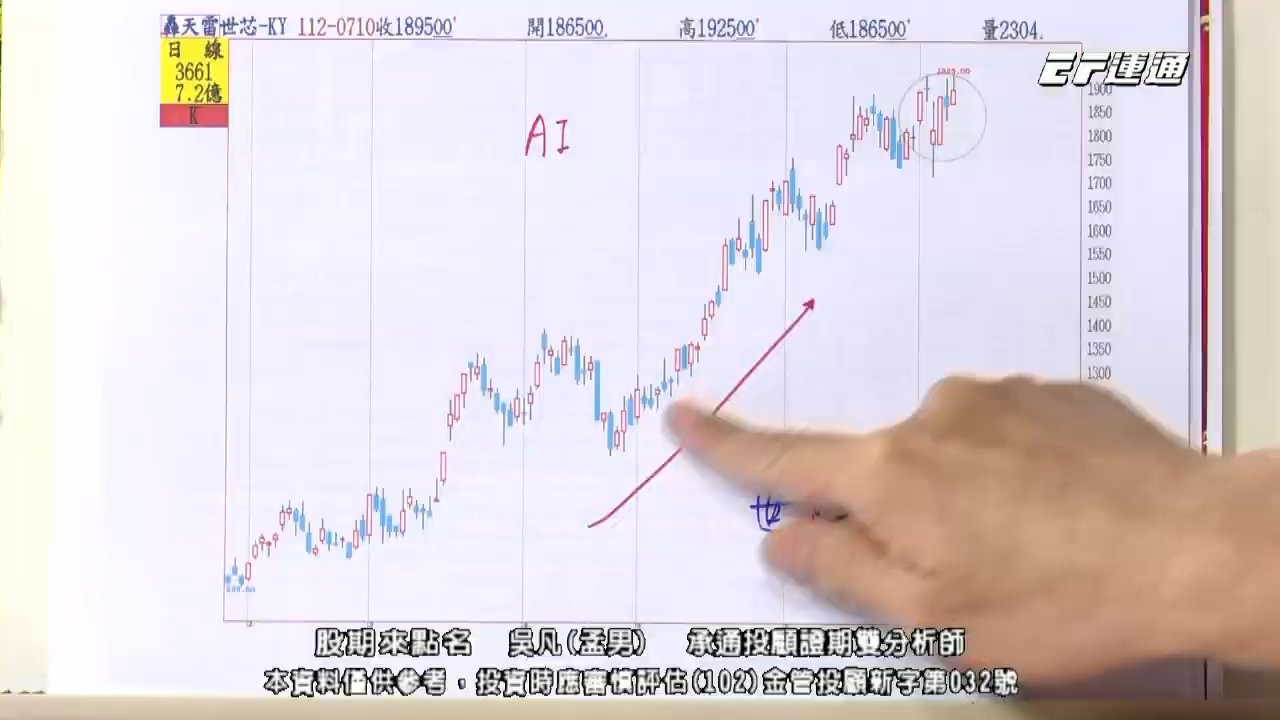 轟天雷世芯-KY 112-0710收189500' 開186500. 高192500' 低186500' 量2304.
日 線
3661
7.2億
K
EF運通
1900
1850
1800
1750
1700
1650
1600
1550
1500
1450
1400
1350
1300
AI
世
股期來點名 吳凡(孟男) 承通投顧證期雙分析師
本資料僅供參考，投資時應審慎評估(102)金管投顧新字第032號